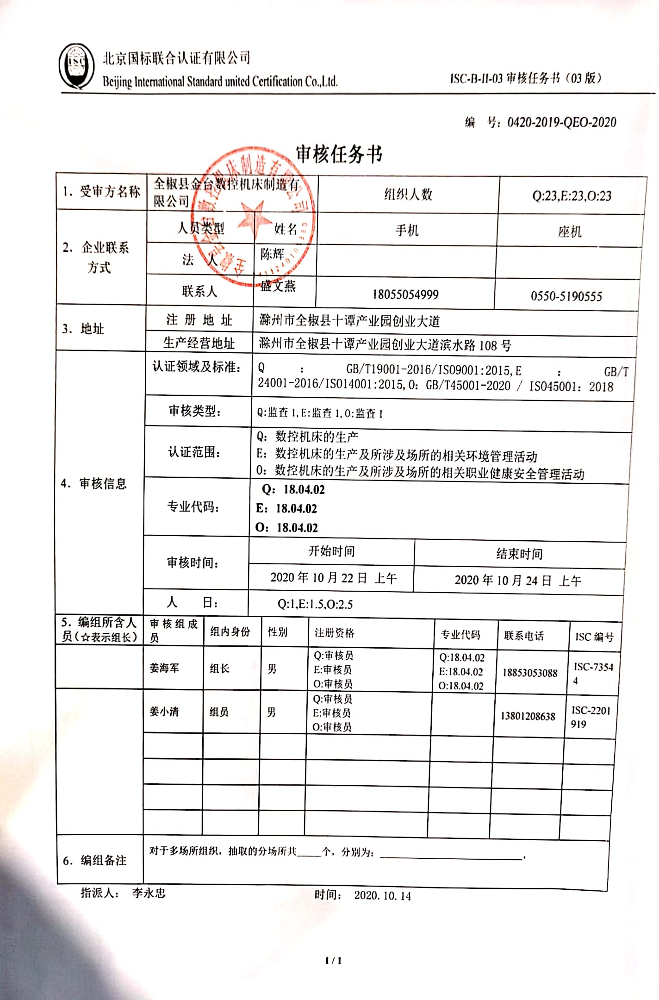 ISC
北京国标联合认证有限公司
Beijing International Standard united Certification Co.,Ltd.
ISC-B-II-03 审核任务书（03 版）
编 号：0420-2019-QEO-2020
审核任务书
1. 受审方名称
全椒县金台数控机床制造有
限公司
组织人数
Q:23,E:23,O:23
2. 企业联系
方式
人员类型
姓名
手机
座机
法 人
陈辉
联系人
盛文燕
18055054999
0550-5190555
3. 地址
注 册 地 址
滁州市全椒县十谭产业园创业大道
生产经营地址
滁州市全椒县十谭产业园创业大道滨水路 108 号
4. 审核信息
认证领域及标准：
Q : GB/T19001-2016/ISO9001:2015,E : GB/T
24001-2016/ISO14001:2015,O: GB/T45001-2020 / ISO45001: 2018
审核类型：
Q:监查 1,E:监查 1,O:监查 1
认证范围：
Q: 数控机床的生产
E: 数控机床的生产及所涉及场所的相关环境管理活动
O: 数控机床的生产及所涉及场所的相关职业健康安全管理活动
专业代码：
Q: 18.04.02
E: 18.04.02
O: 18.04.02
审核时间：
开始时间
结束时间
2020 年 10 月 22 日 上午
2020 年 10 月 24 日 上午
人 日：
Q:1,E:1.5,O:2.5
5. 编组所含人
员(☆表示组长)
审核组成
员
组内身份
性别
注册资格
专业代码
联系电话
ISC 编号
姜海军
组长
男
Q:审核员
E:审核员
O:审核员
Q:18.04.02
E:18.04.02
O:18.04.02
18853053088
ISC-7354
4
姜小清
组员
男
Q:审核员
E:审核员
O:审核员
13801208638
ISC-2201
919
6. 编组备注
对于多场所组织，抽取的分场所共____个，分别为：____________________.
指派人： 李永忠
时间： 2020.10.14
1 / 1